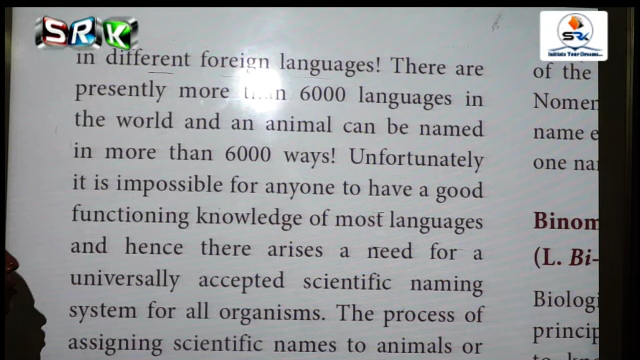 SRK
SRK
in different foreign languages! There are
presently more than 6000 languages in
the world and an animal can be named
in more than 6000 ways! Unfortunately
it is impossible for anyone to have a good
functioning knowledge of most languages
and hence there arises a need for a
universally accepted scientific naming
system for all organisms. The process of
assigning scientific names to animals or
of the
Nomen
name e
one na
Binom
(L. Bi-
Biologi
princip